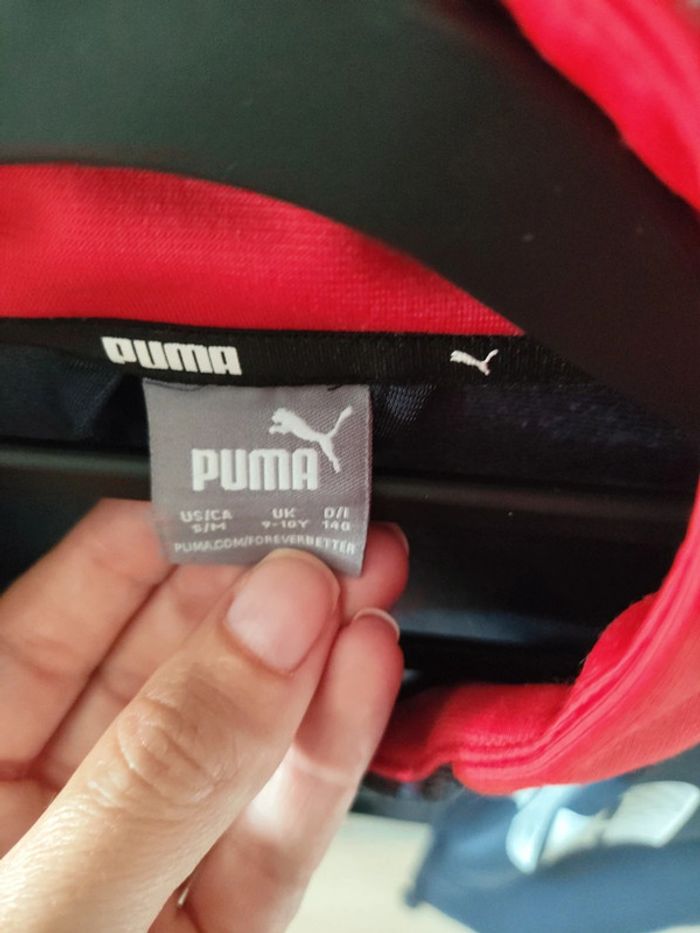 PUMA
PUMA
US/CA UK D/I
S/M 9-10Y 140
PUMA.COM/FOREVERBETTER